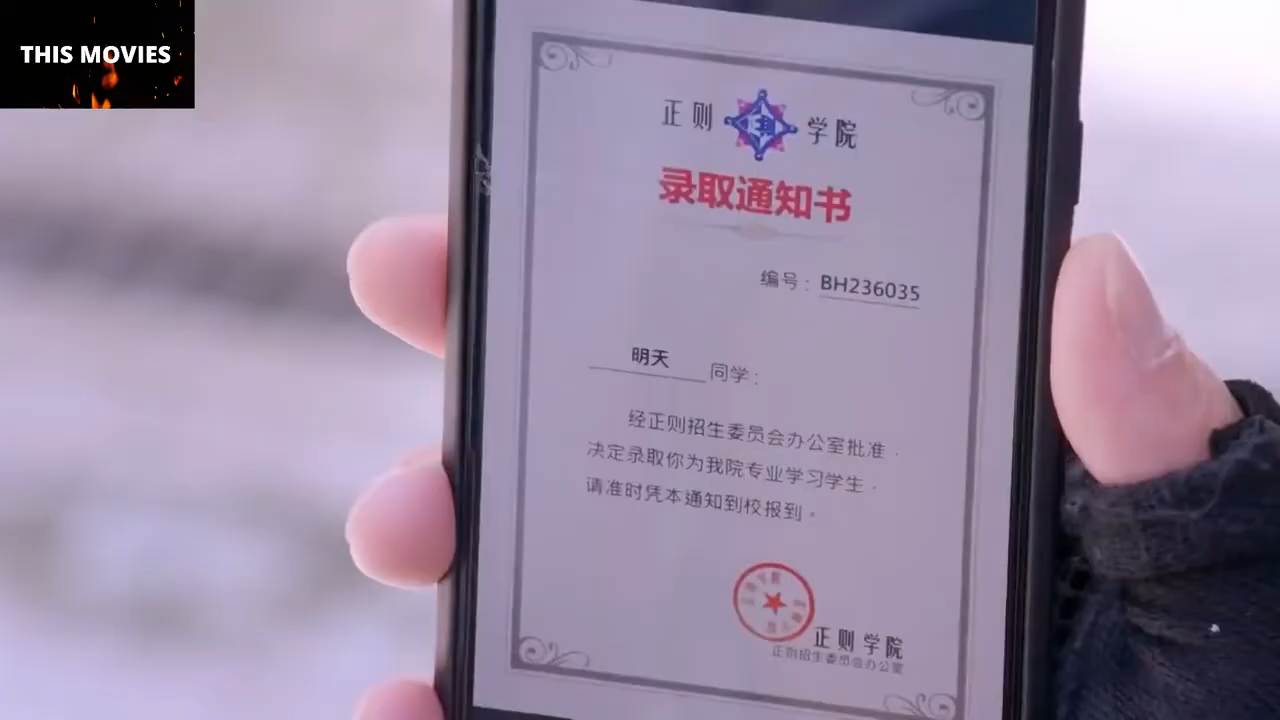 THIS MOVIES
正则 学院
录取通知书
编号：BH236035
明天 同学：
经正则招生委员会办公室批准，
决定录取你为我院专业学习学生，
请准时凭本通知到校报到。
正则学院
正则招生委员会办公室